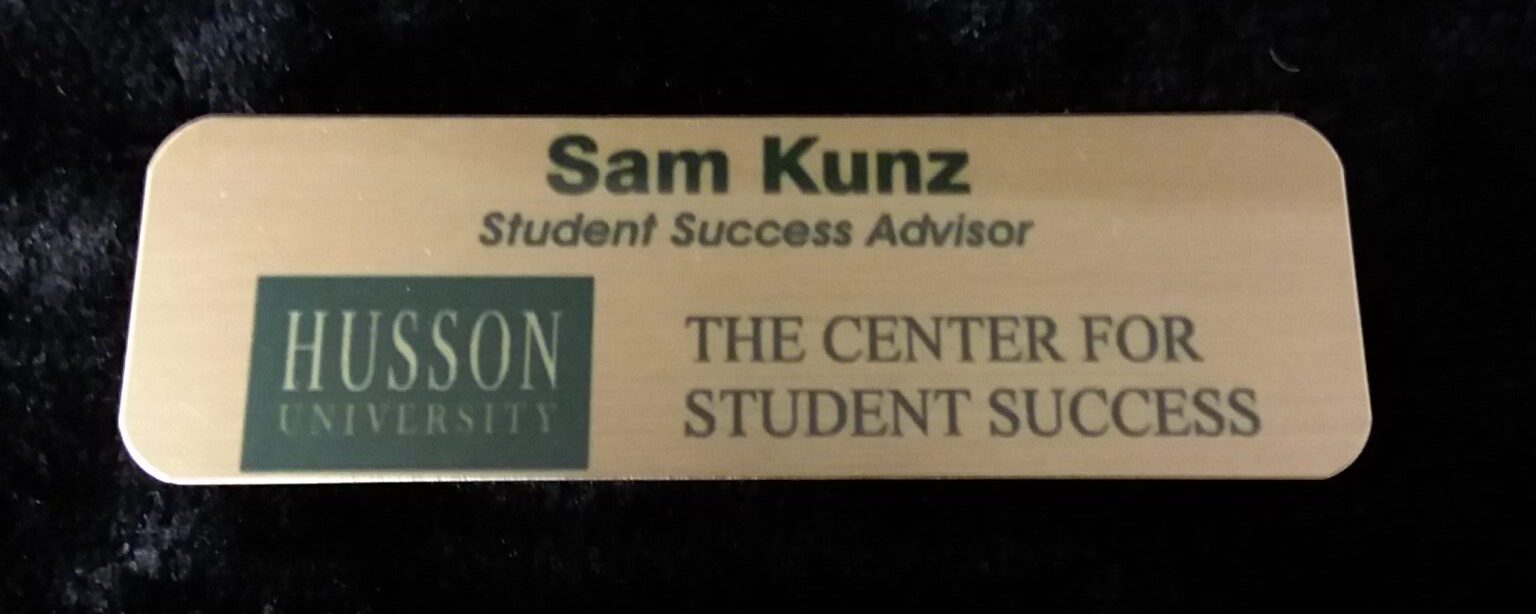 Sam Kunz
Student Success Advisor
HUSSON
UNIVERSITY
THE CENTER FOR
STUDENT SUCCESS